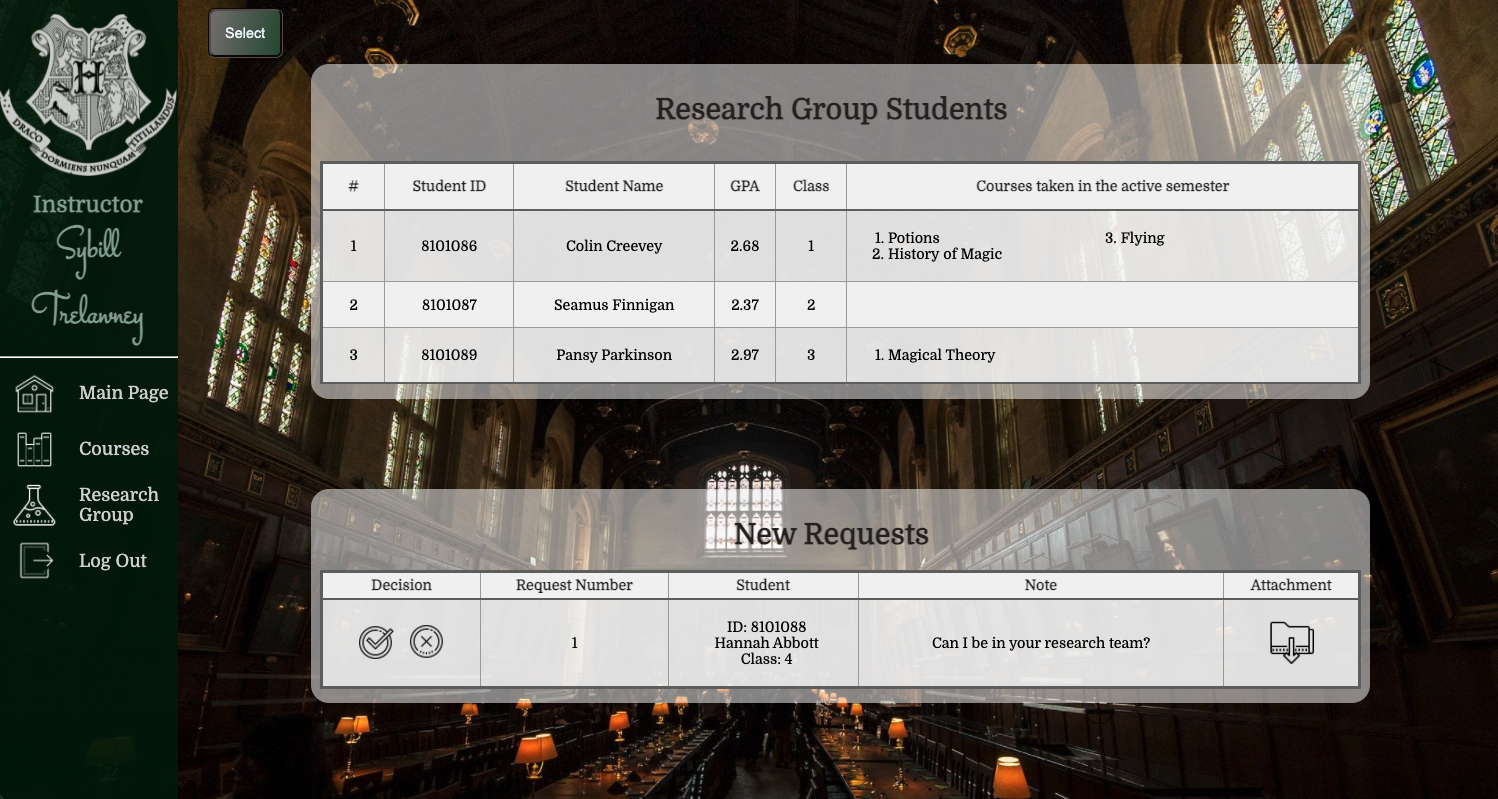 DRACO DORMIENS NUNQUAM TITILLANDUS
Instructor
Sybill
Trelawney
Main Page
Courses
Research
Group
Log Out
Select
Research Group Students
# Student ID Student Name GPA Class Courses taken in the active semester
1 8101086 Colin Creevey 2.68 1 1. Potions 3. Flying
2. History of Magic
2 8101087 Seamus Finnigan 2.37 2
3 8101089 Pansy Parkinson 2.97 3 1. Magical Theory
New Requests
Decision Request Number Student Note Attachment
1 ID: 8101088
Hannah Abbott Can I be in your research team?
Class: 4